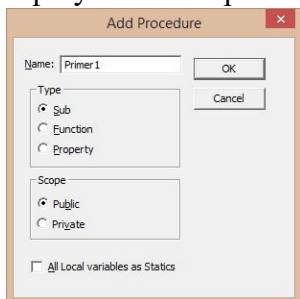 Add Procedure
Name: Primer1
OK
Cancel
Type
Sub
Function
Property
Scope
Public
Private
All Local variables as Statics